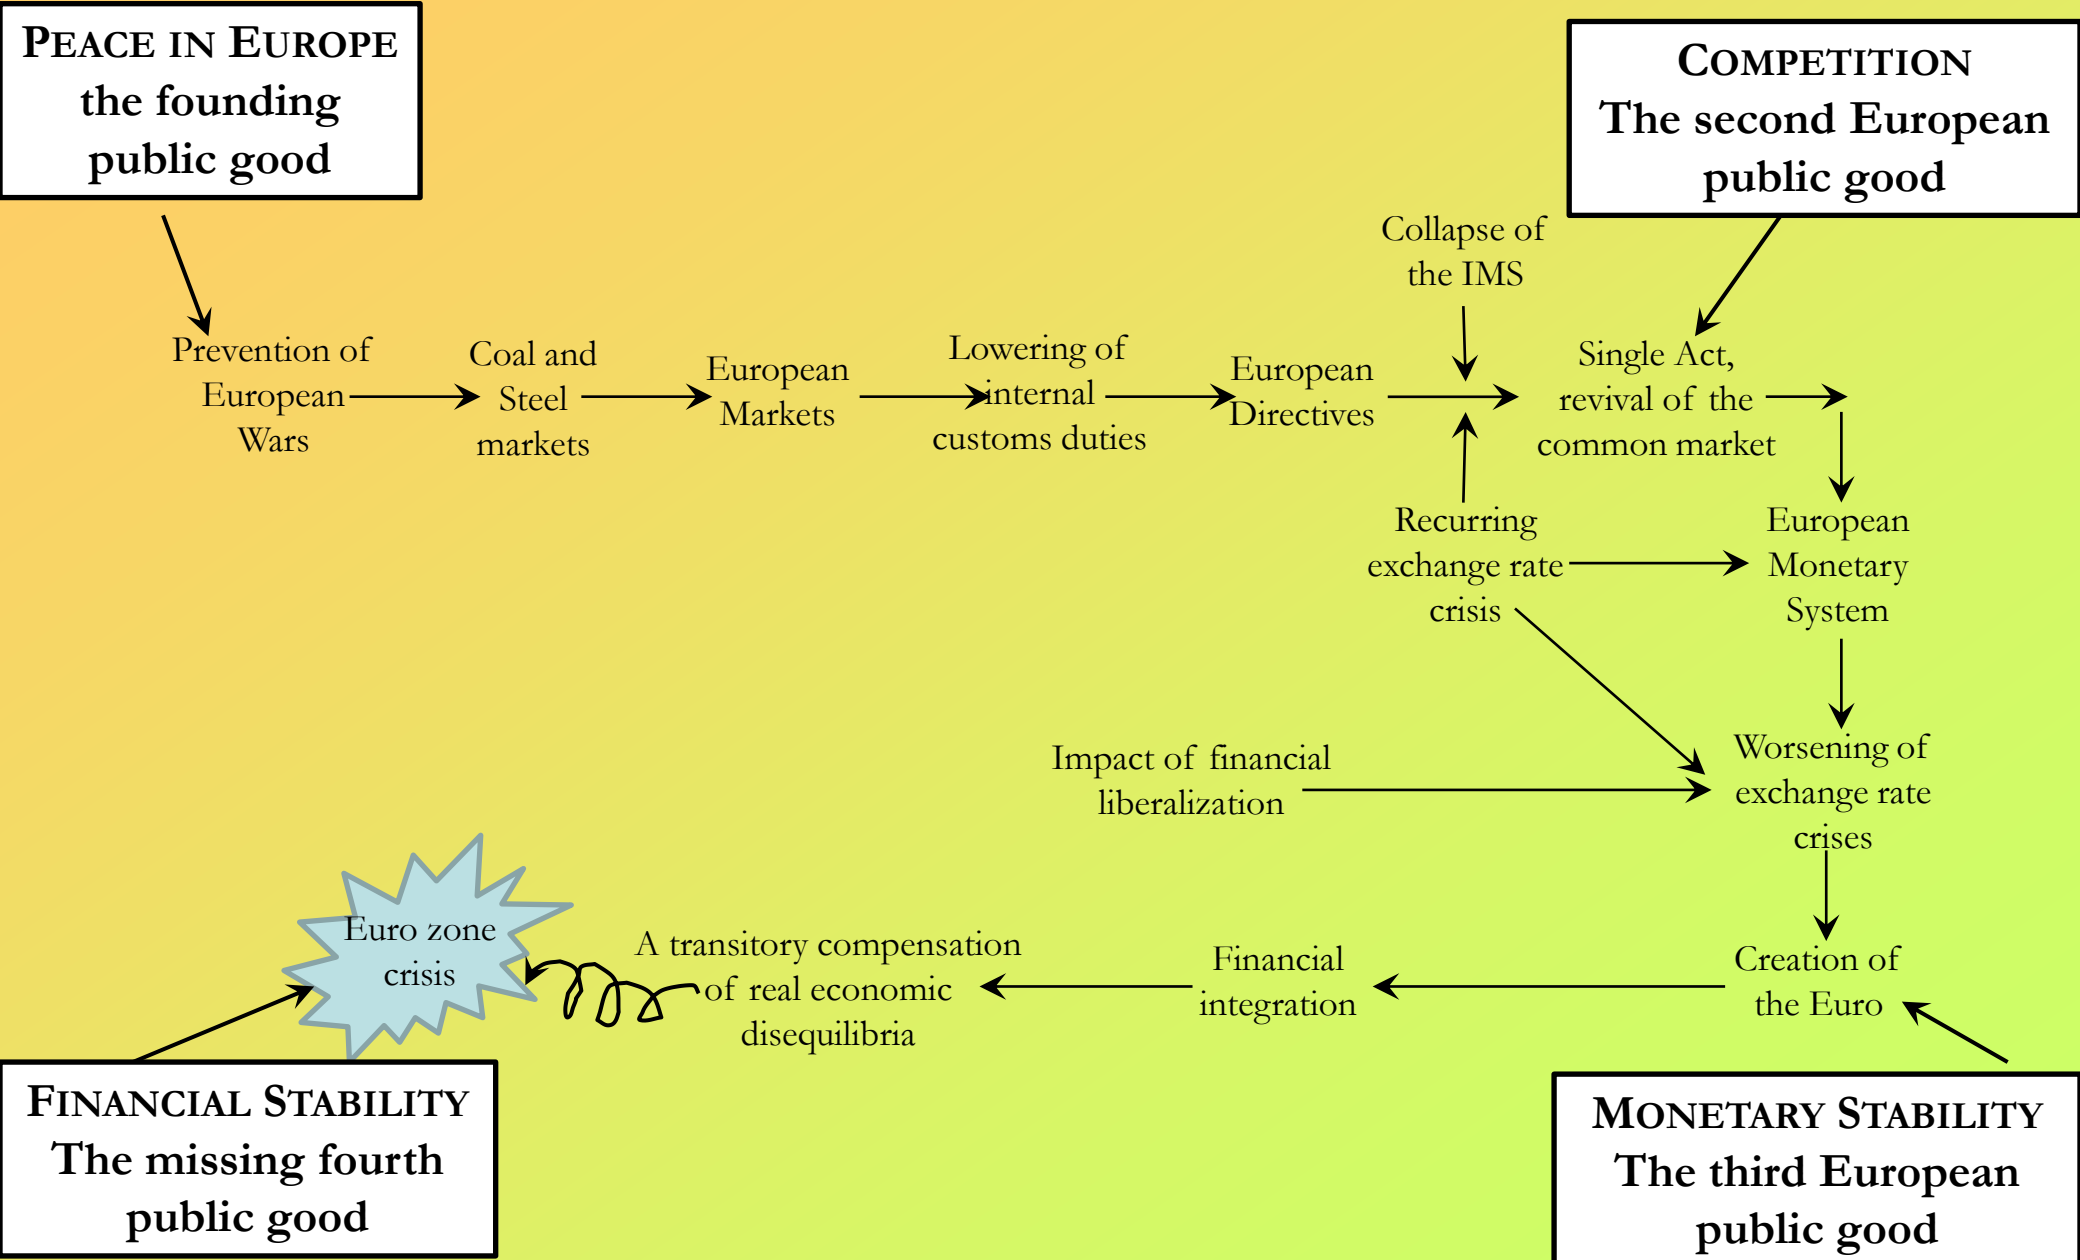 PEACE IN EUROPE
the founding
public good
COMPETITION
The second European
public good
Collapse of
the IMS
Prevention of
European
Wars
Coal and
Steel
markets
European
Markets
Lowering of
internal
customs duties
European
Directives
Single Act,
revival of the
common market
Recurring
exchange rate
crisis
European
Monetary
System
Impact of financial
liberalization
Worsening of
exchange rate
crises
Euro zone
crisis
A transitory compensation
of real economic
disequilibria
Financial
integration
Creation of
the Euro
FINANCIAL STABILITY
The missing fourth
public good
MONETARY STABILITY
The third European
public good